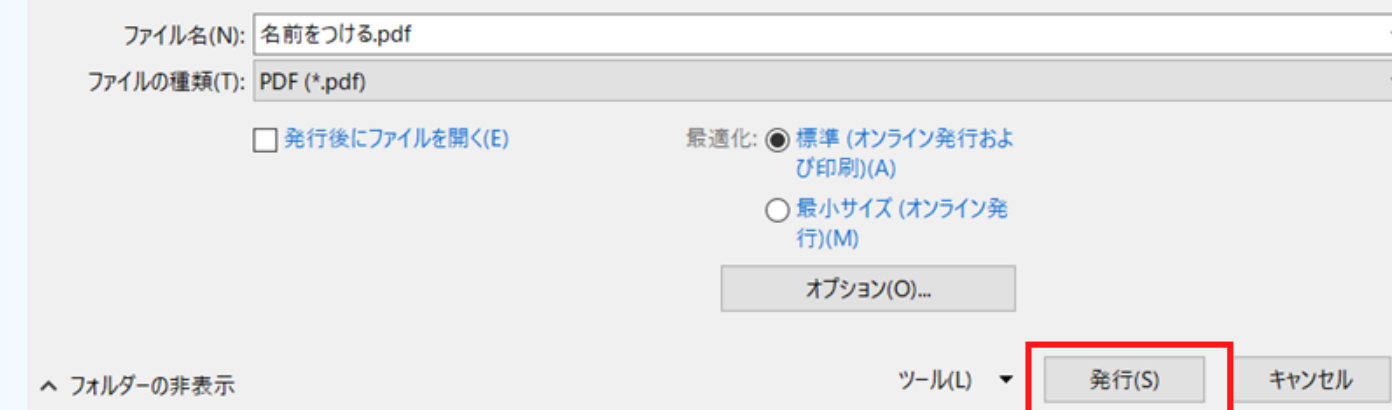 ファイル名(N): 名前をつける.pdf
ファイルの種類(T): PDF (*.pdf)
発行後にファイルを開く(E)
最適化: 標準 (オンライン発行およ
び印刷)(A)
最小サイズ (オンライン発
行)(M)
オプション(O)...
フォルダーの非表示
ツール(L)
発行(S)
キャンセル